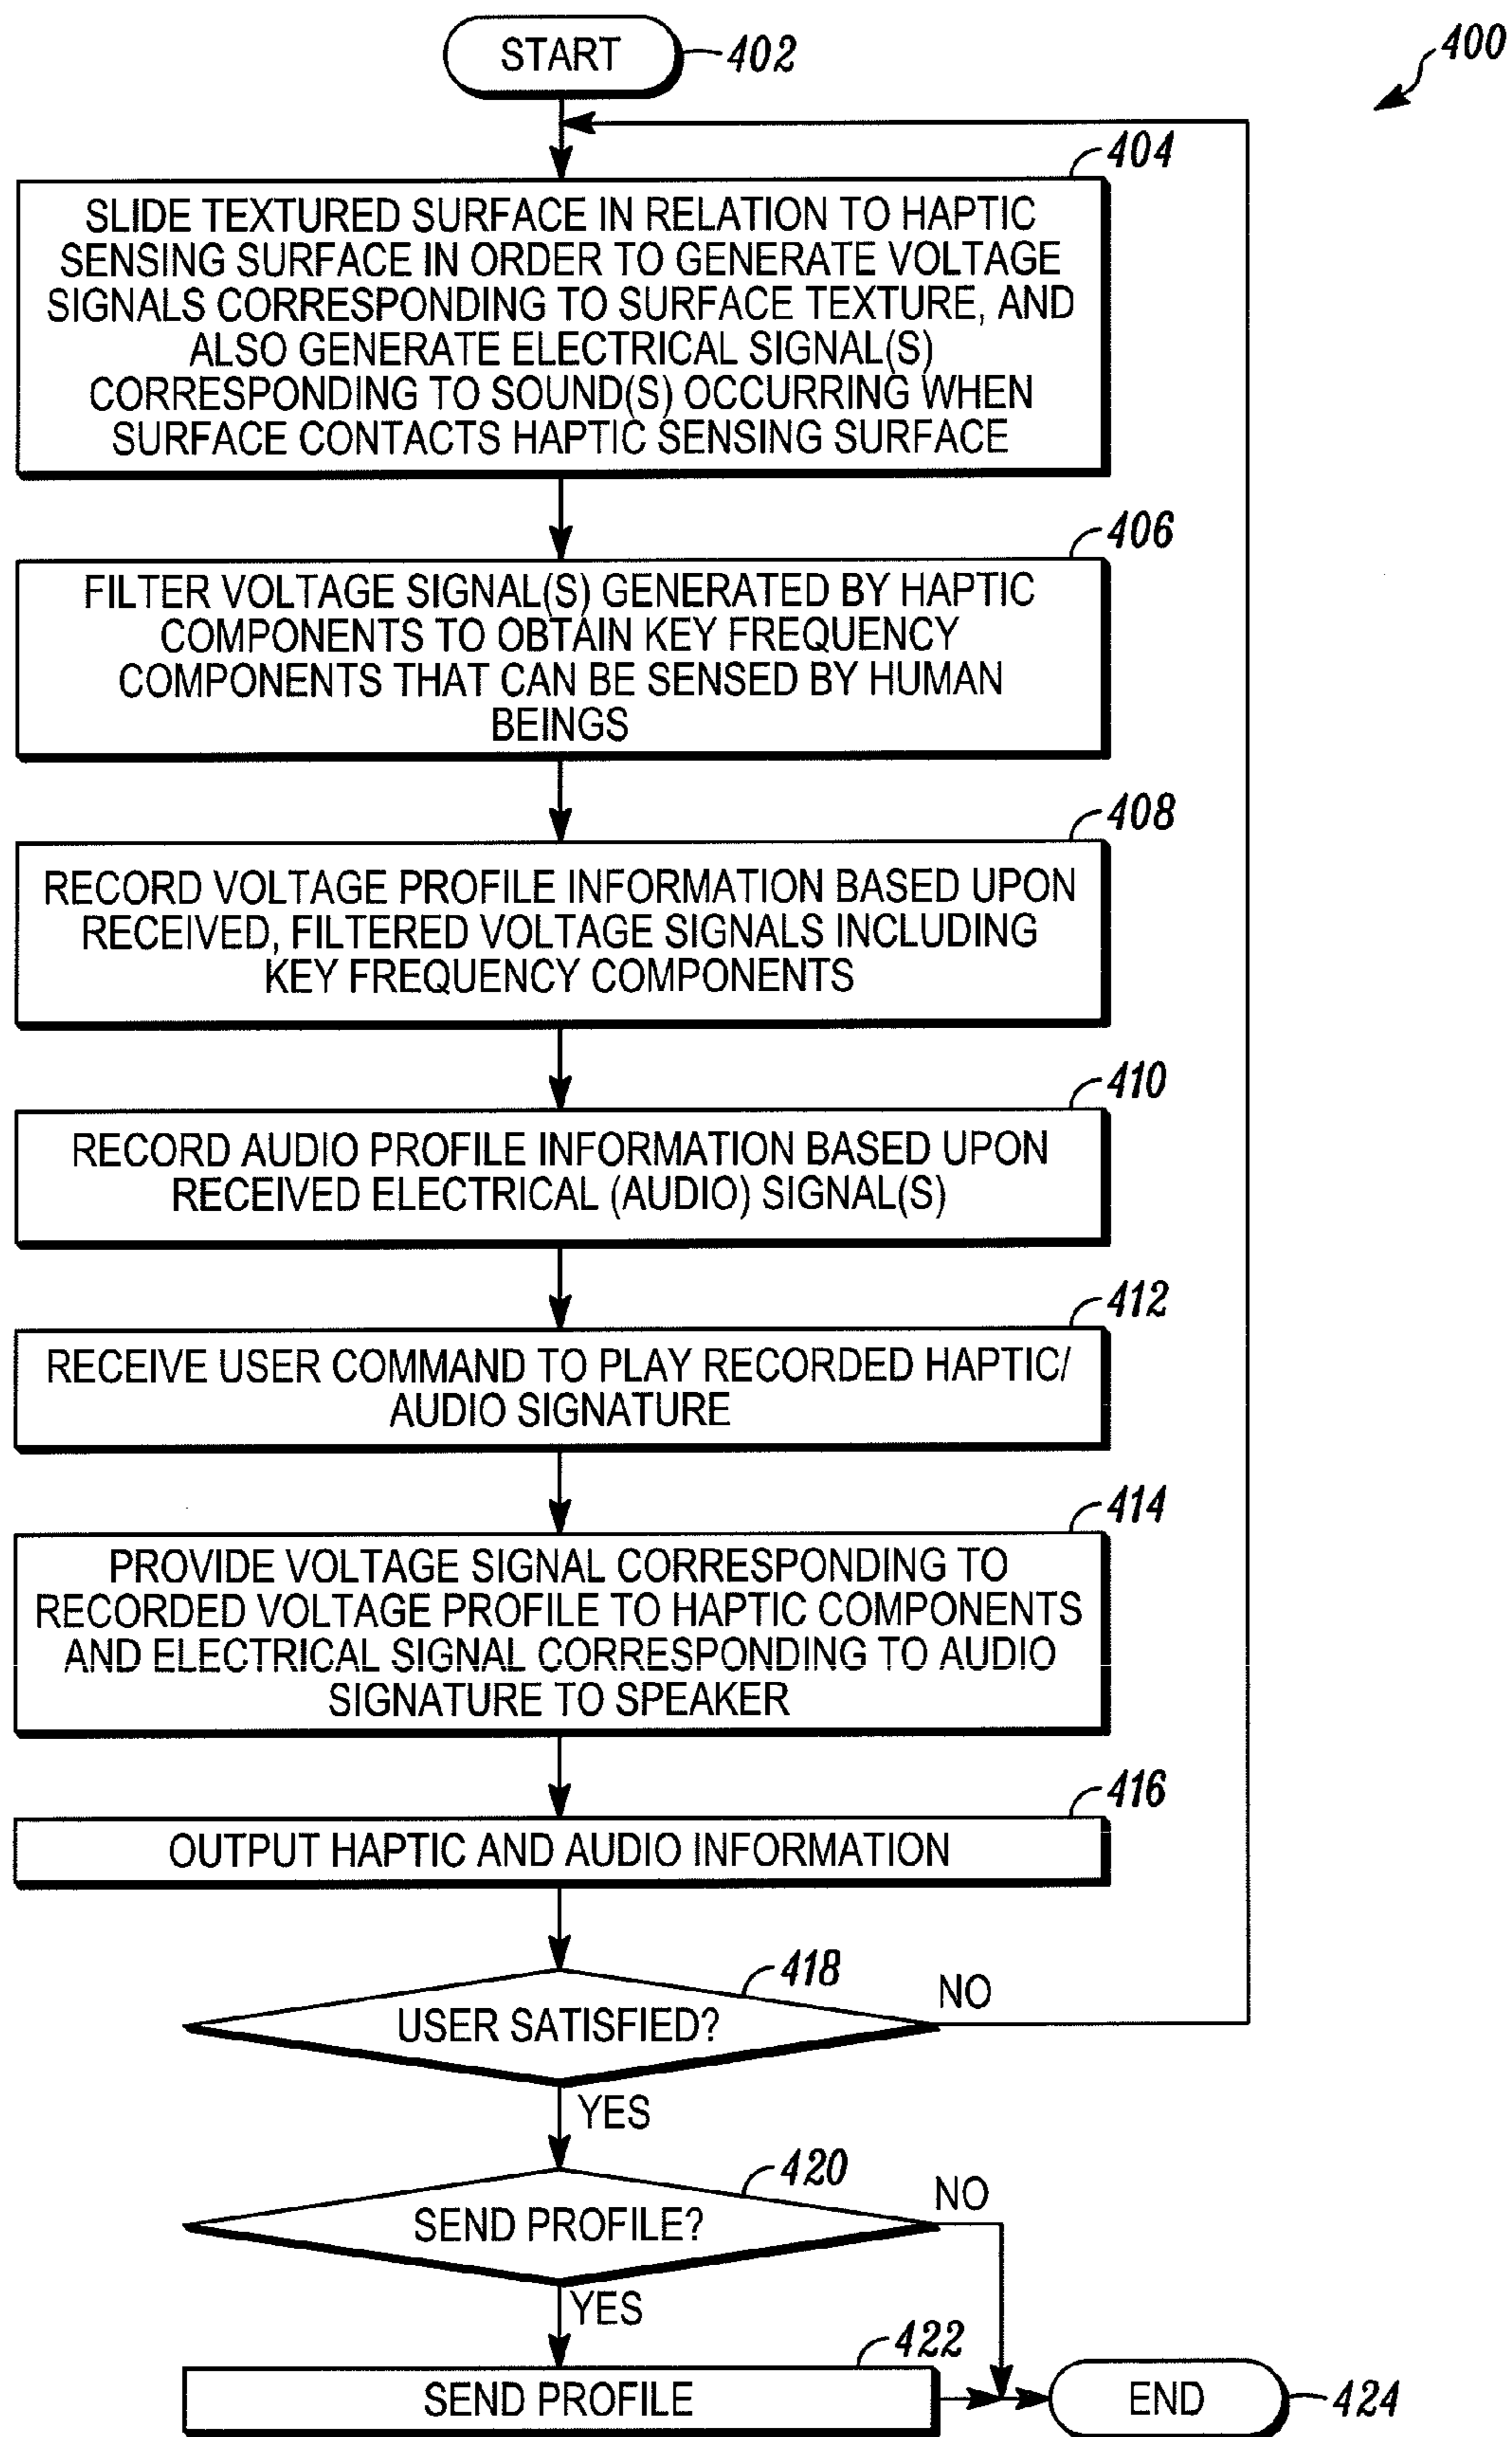 START
402
400
404
SLIDE TEXTURED SURFACE IN RELATION TO HAPTIC
SENSING SURFACE IN ORDER TO GENERATE VOLTAGE
SIGNALS CORRESPONDING TO SURFACE TEXTURE, AND
ALSO GENERATE ELECTRICAL SIGNAL(S)
CORRESPONDING TO SOUND(S) OCCURRING WHEN
SURFACE CONTACTS HAPTIC SENSING SURFACE
406
FILTER VOLTAGE SIGNAL(S) GENERATED BY HAPTIC
COMPONENTS TO OBTAIN KEY FREQUENCY
COMPONENTS THAT CAN BE SENSED BY HUMAN
BEINGS
408
RECORD VOLTAGE PROFILE INFORMATION BASED UPON
RECEIVED, FILTERED VOLTAGE SIGNALS INCLUDING
KEY FREQUENCY COMPONENTS
410
RECORD AUDIO PROFILE INFORMATION BASED UPON
RECEIVED ELECTRICAL (AUDIO) SIGNAL(S)
412
RECEIVE USER COMMAND TO PLAY RECORDED HAPTIC/
AUDIO SIGNATURE
414
PROVIDE VOLTAGE SIGNAL CORRESPONDING TO
RECORDED VOLTAGE PROFILE TO HAPTIC COMPONENTS
AND ELECTRICAL SIGNAL CORRESPONDING TO AUDIO
SIGNATURE TO SPEAKER
416
OUTPUT HAPTIC AND AUDIO INFORMATION
418
USER SATISFIED?
NO
YES
420
SEND PROFILE?
NO
YES
422
SEND PROFILE
END
424